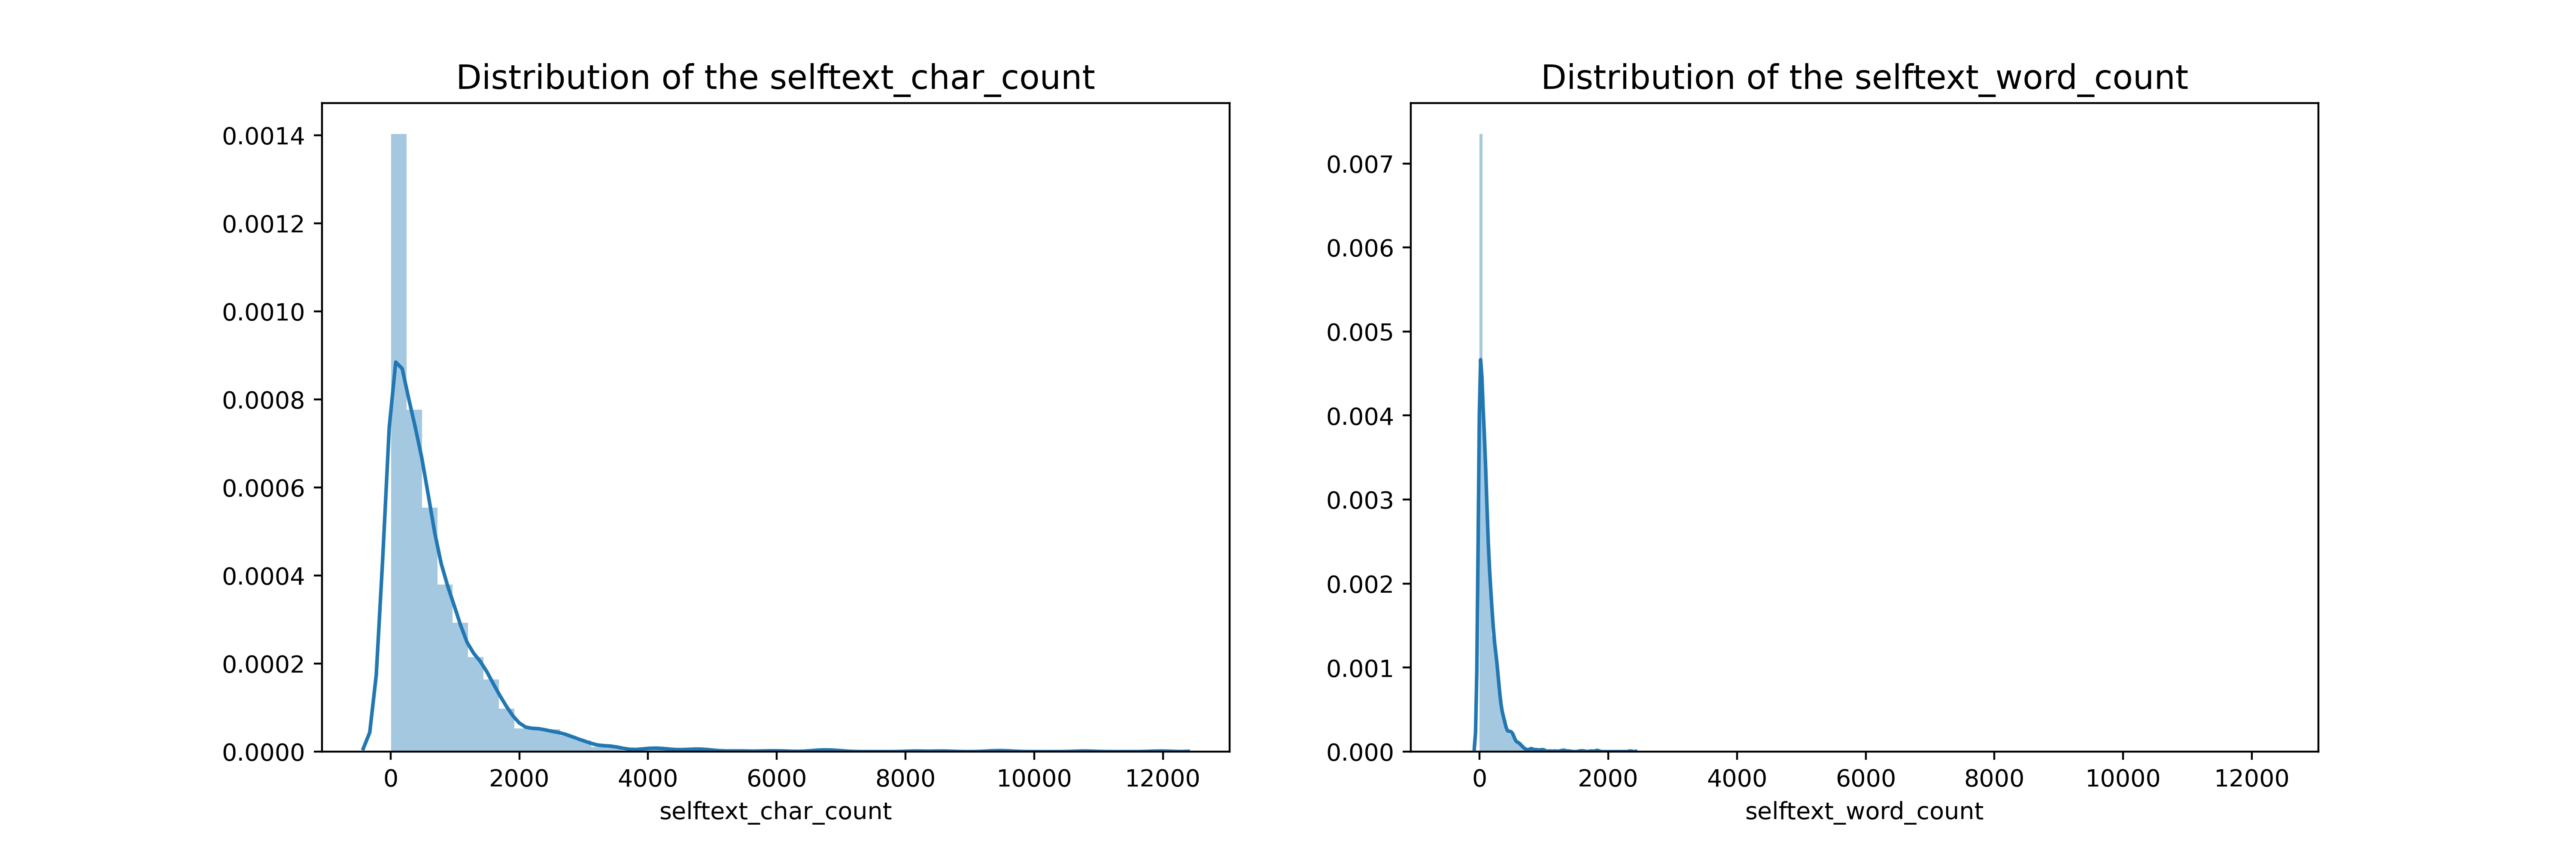 Distribution of the selftext_char_count
0.0014
0.0012
0.0010
0.0008
0.0006
0.0004
0.0002
0.0000
0 2000 4000 6000 8000 10000 12000
selftext_char_count
Distribution of the selftext_word_count
0.007
0.006
0.005
0.004
0.003
0.002
0.001
0.000
0 2000 4000 6000 8000 10000 12000
selftext_word_count